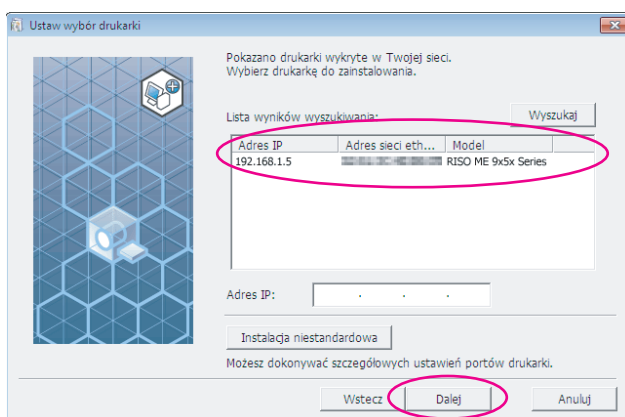 Ustaw wybór drukarki
Pokazano drukarki wykryte w Twojej sieci.
Wybierz drukarkę do zainstalowania.
Lista wyników wyszukiwania:
Wyszukaj
Adres IP Adres sieci eth... Model
192.168.1.5 RISO ME 9x5x Series
Adres IP: . . .
Instalacja niestandardowa
Możesz dokonywać szczegółowych ustawień portów drukarki.
Wstecz Dalej Anuluj